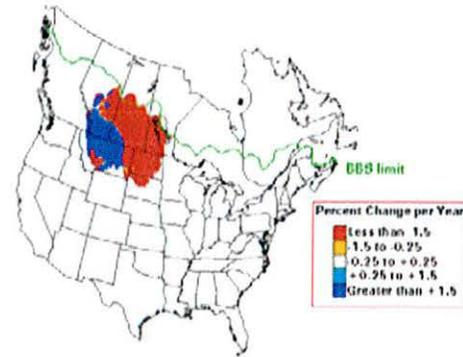 BBS limit
Percent Change per Year
Less than -1.5
-1.5 to -0.25
-0.25 to +0.25
+0.25 to +1.5
Greater than +1.5